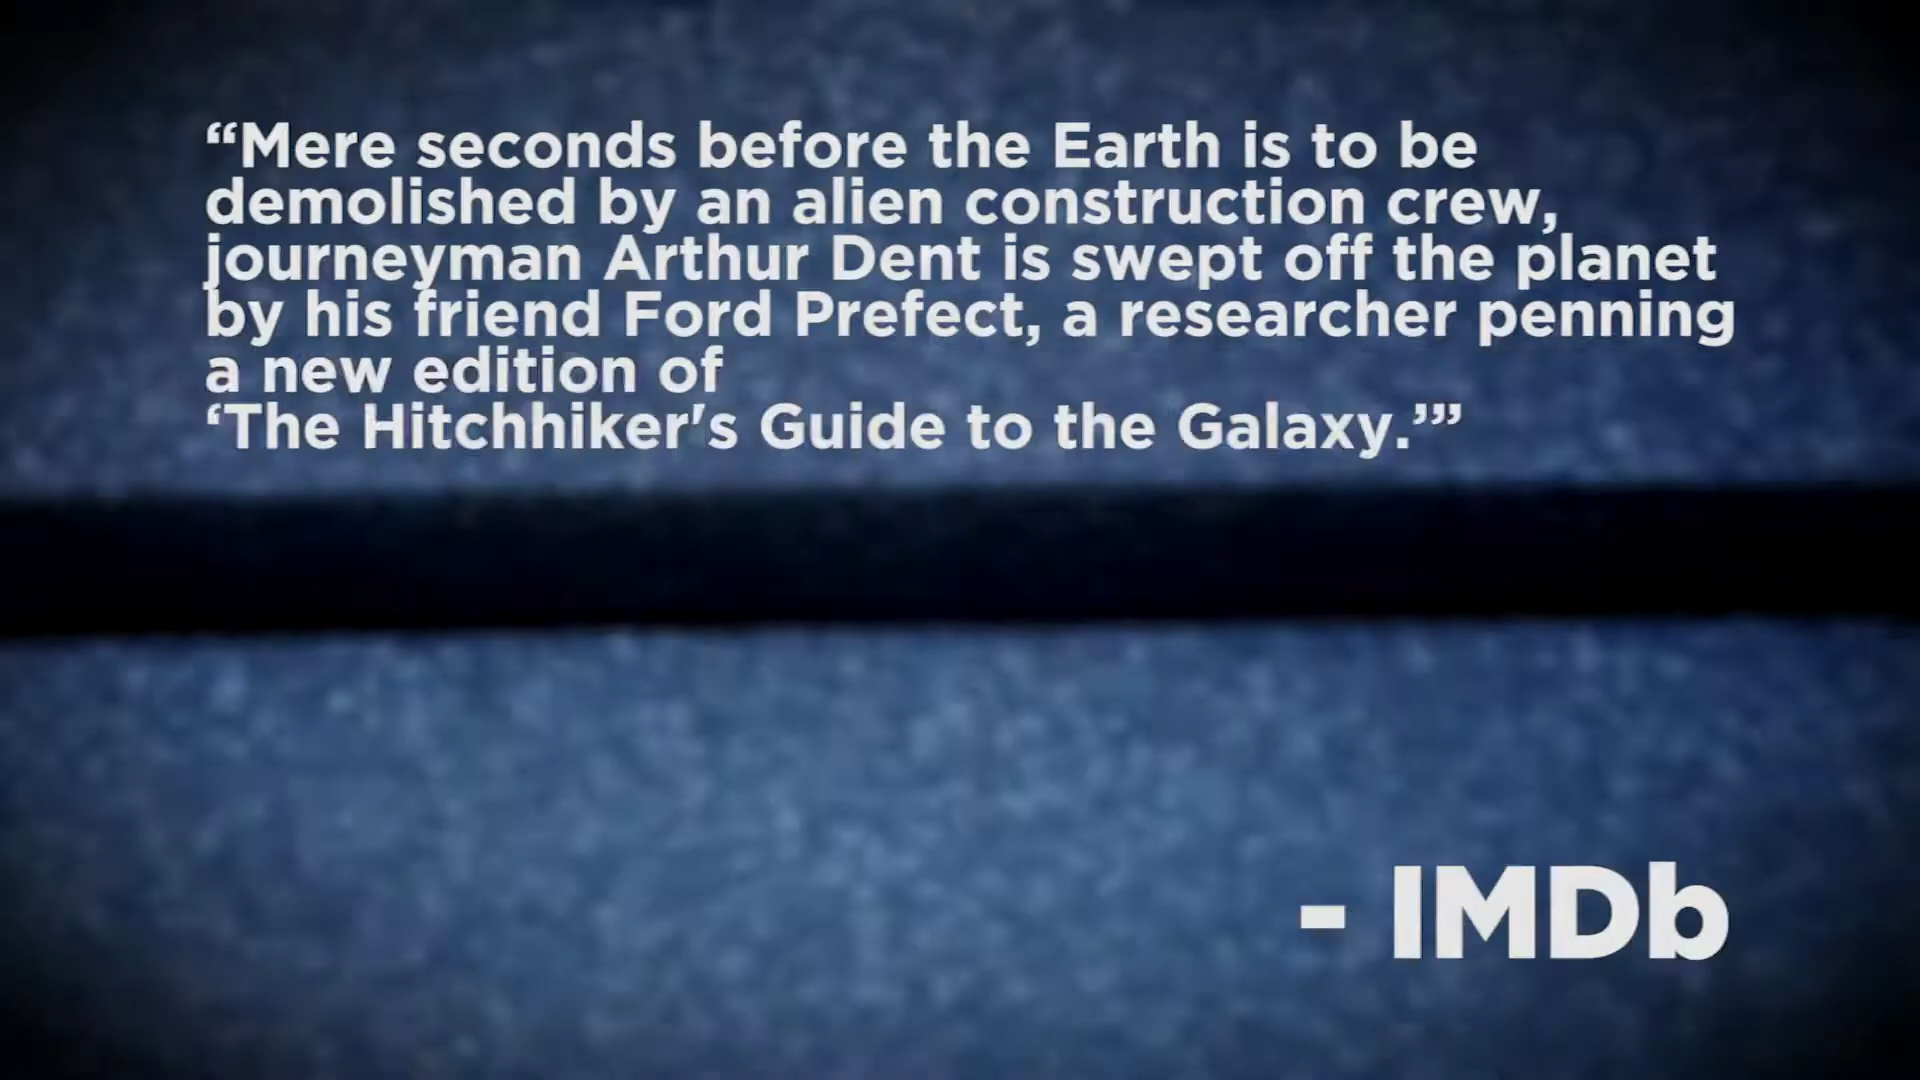 “Mere seconds before the Earth is to be
demolished by an alien construction crew,
journeyman Arthur Dent is swept off the planet
by his friend Ford Prefect, a researcher penning
a new edition of
‘The Hitchhiker's Guide to the Galaxy.’”
- IMDb